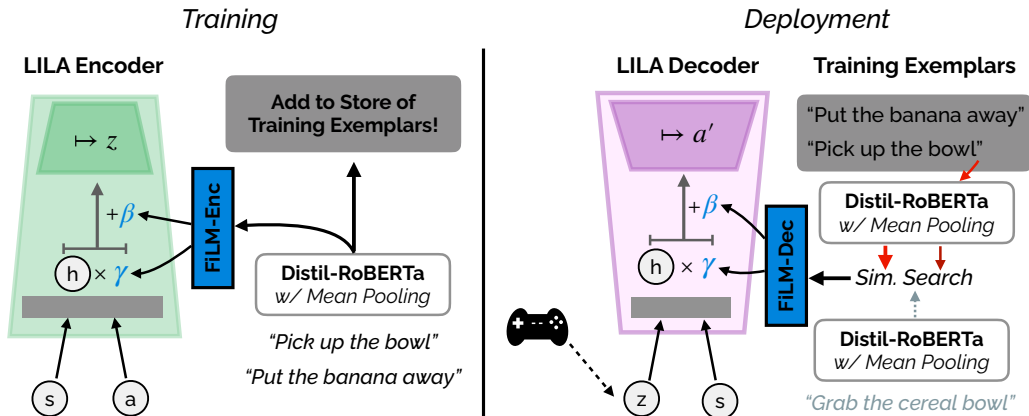 Training
LILA Encoder
Add to Store of
Training Exemplars!
↦ z
FiLM-Enc
+ β
h × γ
Distil-RoBERTa
w/ Mean Pooling
"Pick up the bowl"
"Put the banana away"
s a
Deployment
LILA Decoder
Training Exemplars
"Put the banana away"
"Pick up the bowl"
↦ a′
Distil-RoBERTa
w/ Mean Pooling
+ β
FiLM-Dec
h × γ
Sim. Search
Distil-RoBERTa
w/ Mean Pooling
z s
"Grab the cereal bowl"